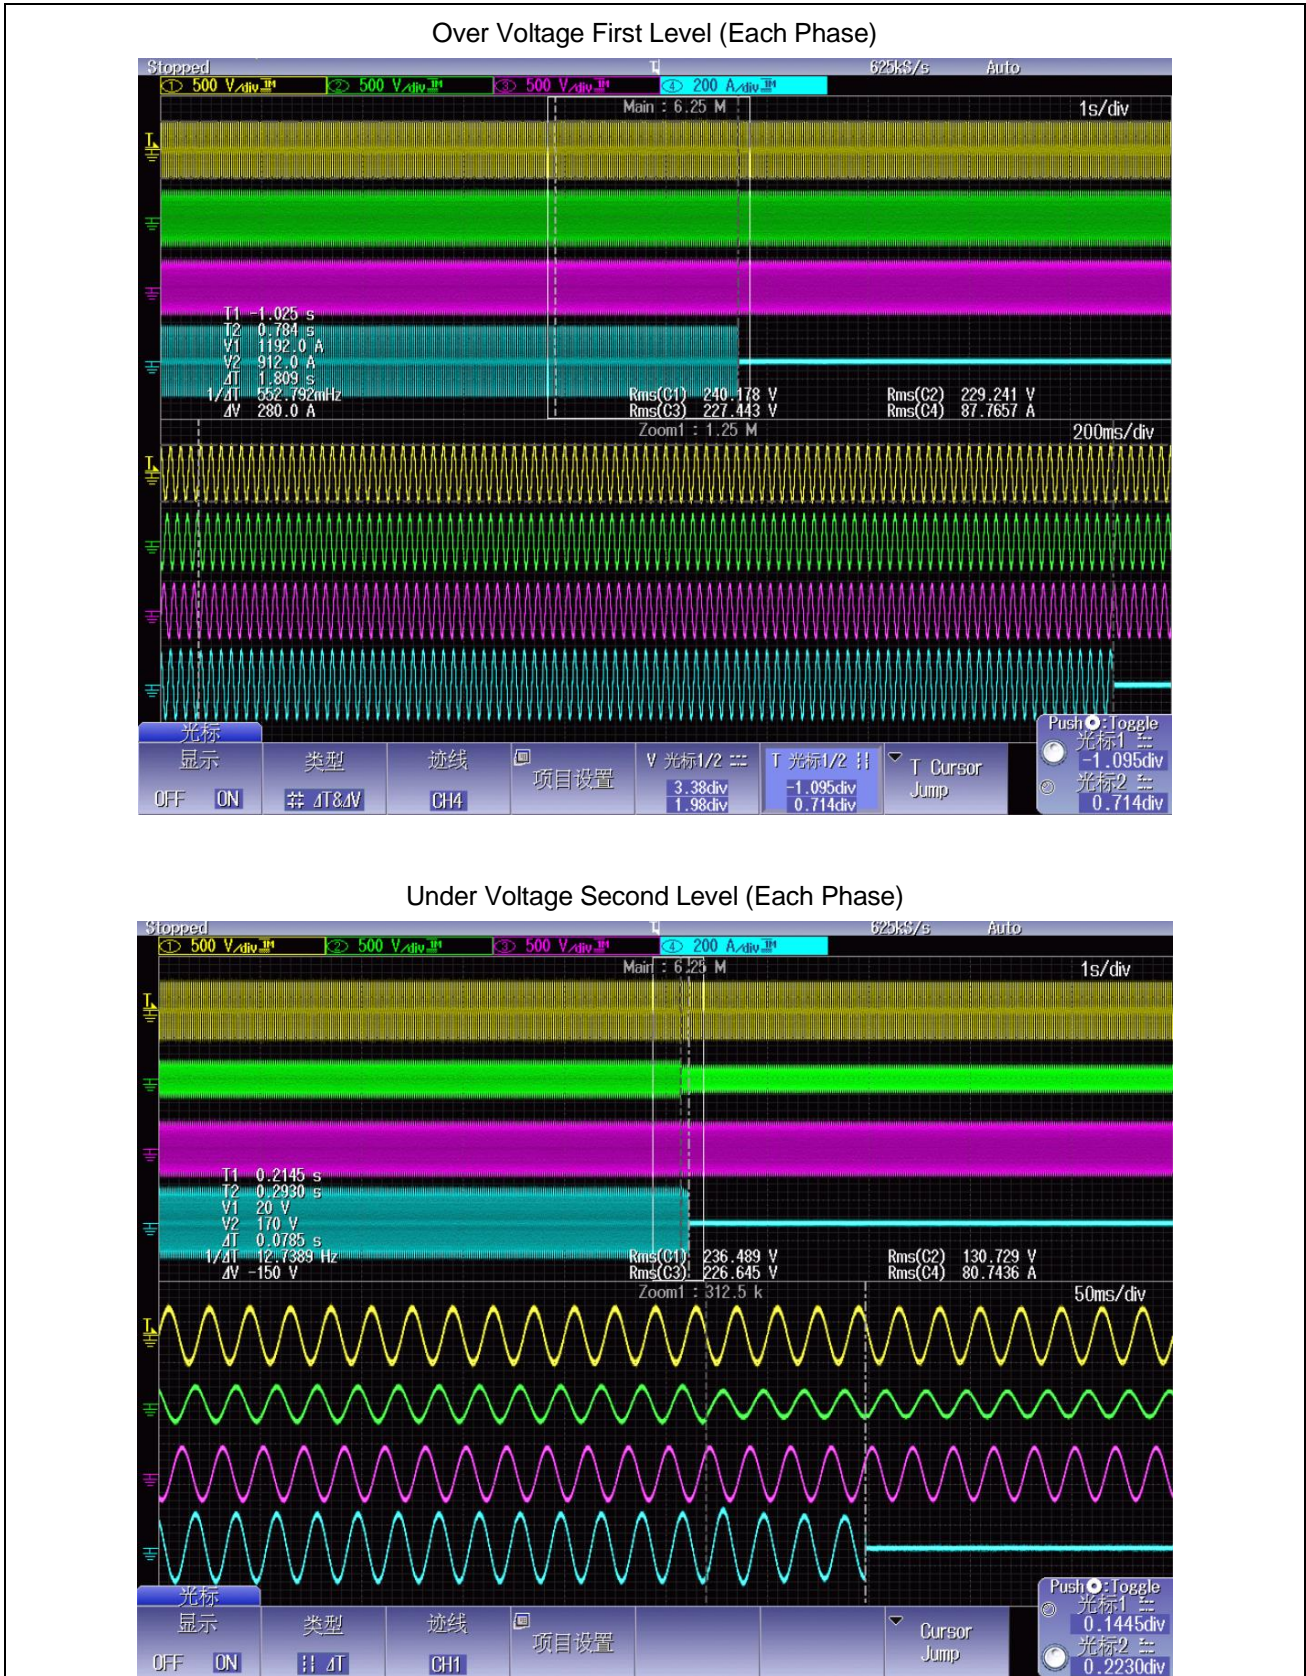 Over Voltage First Level (Each Phase)
Stopped 625kS/s Auto
① 500 V/div 1M ② 500 V/div 1M ③ 500 V/div 1M ④ 200 A/div 1M
Main : 6.25 M 1s/div
T1 -1.025 s
T2 0.784 s
V1 1192.0 A
V2 912.0 A
ΔT 1.809 s
1/ΔT 552.792mHz Rms(C1) 240.178 V Rms(C2) 229.241 V
ΔV 280.0 A Rms(C3) 227.443 V Rms(C4) 87.7657 A
Zoom1 : 1.25 M 200ms/div
光标
显示 类型 迹线 项目设置 V 光标1/2 T 光标1/2 T Cursor Jump Push:Toggle
光标1
-1.095div
OFF ON ΔT&ΔV CH4 3.38div -1.095div 光标2
1.98div 0.714div 0.714div
Under Voltage Second Level (Each Phase)
Stopped 625kS/s Auto
① 500 V/div 1M ② 500 V/div 1M ③ 500 V/div 1M ④ 200 A/div 1M
Main : 6.25 M 1s/div
T1 0.2145 s
T2 0.2930 s
V1 20 V
V2 170 V
ΔT 0.0785 s
1/ΔT 12.7389 Hz Rms(C1) 236.489 V Rms(C2) 130.729 V
ΔV -150 V Rms(C3) 226.645 V Rms(C4) 80.7436 A
Zoom1 : 312.5 k 50ms/div
光标
显示 类型 迹线 项目设置 Cursor Jump Push:Toggle
光标1
0.1445div
OFF ON ΔT CH1 光标2
0.2230div